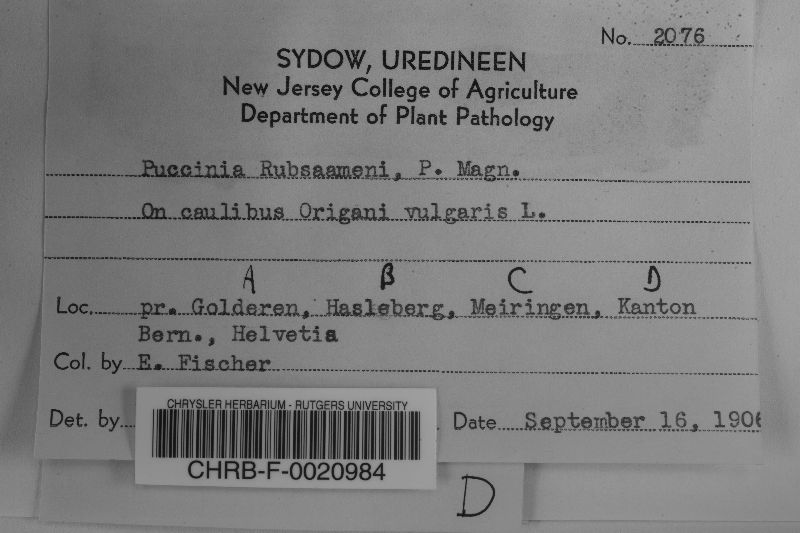 No. 2076
SYDOW, UREDINEEN
New Jersey College of Agriculture
Department of Plant Pathology
Puccinia Rubsaameni, P. Magn.
On caulibus Origani vulgaris L.
A B C D
Loc. pr. Golderen, Hasleberg, Meiringen, Kanton
Bern., Helvetia
Col. by E. Fischer
Det. by Date September 16, 1906
CHRYSLER HERBARIUM - RUTGERS UNIVERSITY
CHRB-F-0020984
D